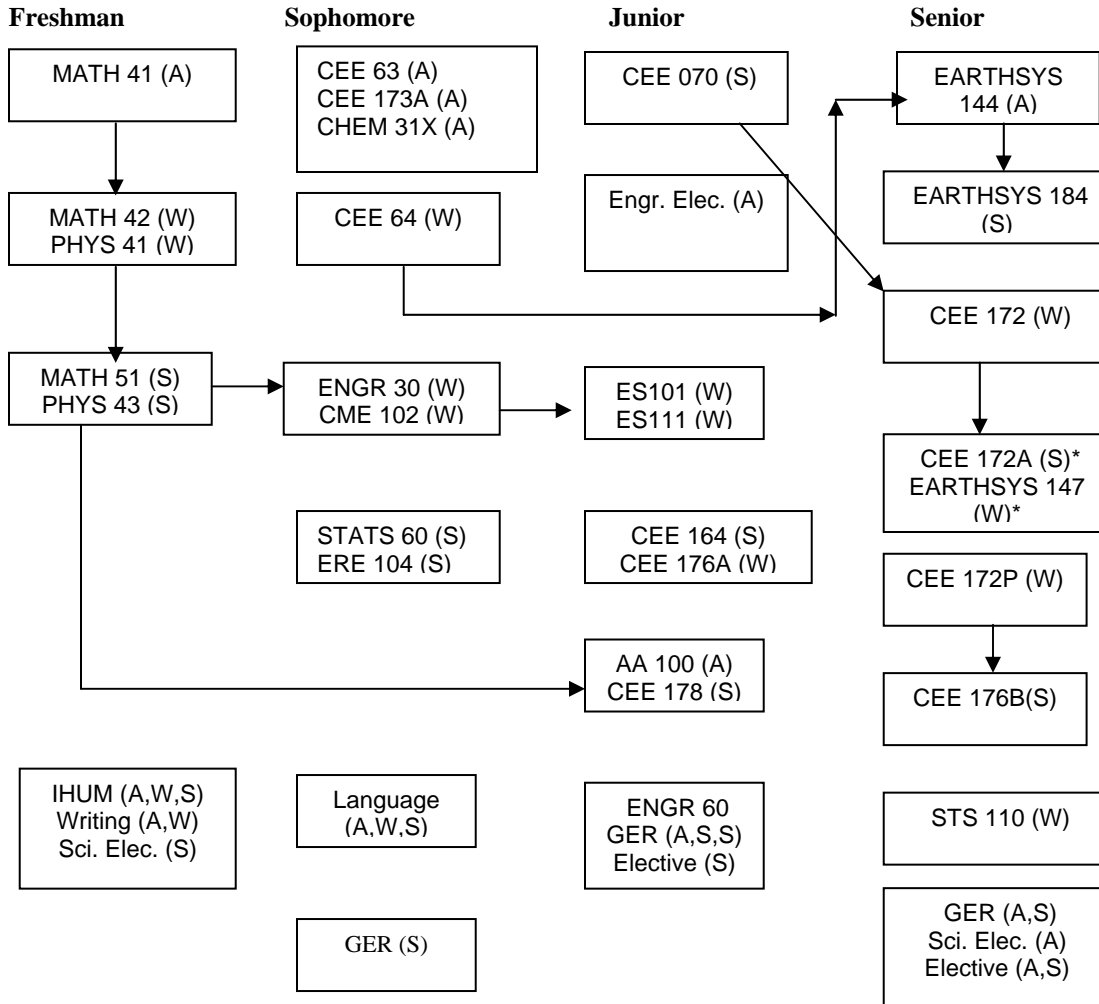 Freshman
Sophomore
Junior
Senior
MATH 41 (A)
MATH 42 (W)
PHYS 41 (W)
MATH 51 (S)
PHYS 43 (S)
IHUM (A,W,S)
Writing (A,W)
Sci. Elec. (S)
CEE 63 (A)
CEE 173A (A)
CHEM 31X (A)
CEE 64 (W)
ENGR 30 (W)
CME 102 (W)
STATS 60 (S)
ERE 104 (S)
Language
(A,W,S)
GER (S)
CEE 070 (S)
Engr. Elec. (A)
ES101 (W)
ES111 (W)
CEE 164 (S)
CEE 176A (W)
AA 100 (A)
CEE 178 (S)
ENGR 60
GER (A,S,S)
Elective (S)
EARTHSYS
144 (A)
EARTHSYS 184
(S)
CEE 172 (W)
CEE 172A (S)*
EARTHSYS 147
(W)*
CEE 172P (W)
CEE 176B(S)
STS 110 (W)
GER (A,S)
Sci. Elec. (A)
Elective (A,S)